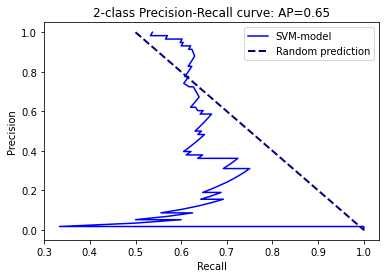 2-class Precision-Recall curve: AP=0.65
SVM-model
Random prediction
Precision
1.0
0.8
0.6
0.4
0.2
0.0
0.3 0.4 0.5 0.6 0.7 0.8 0.9 1.0
Recall